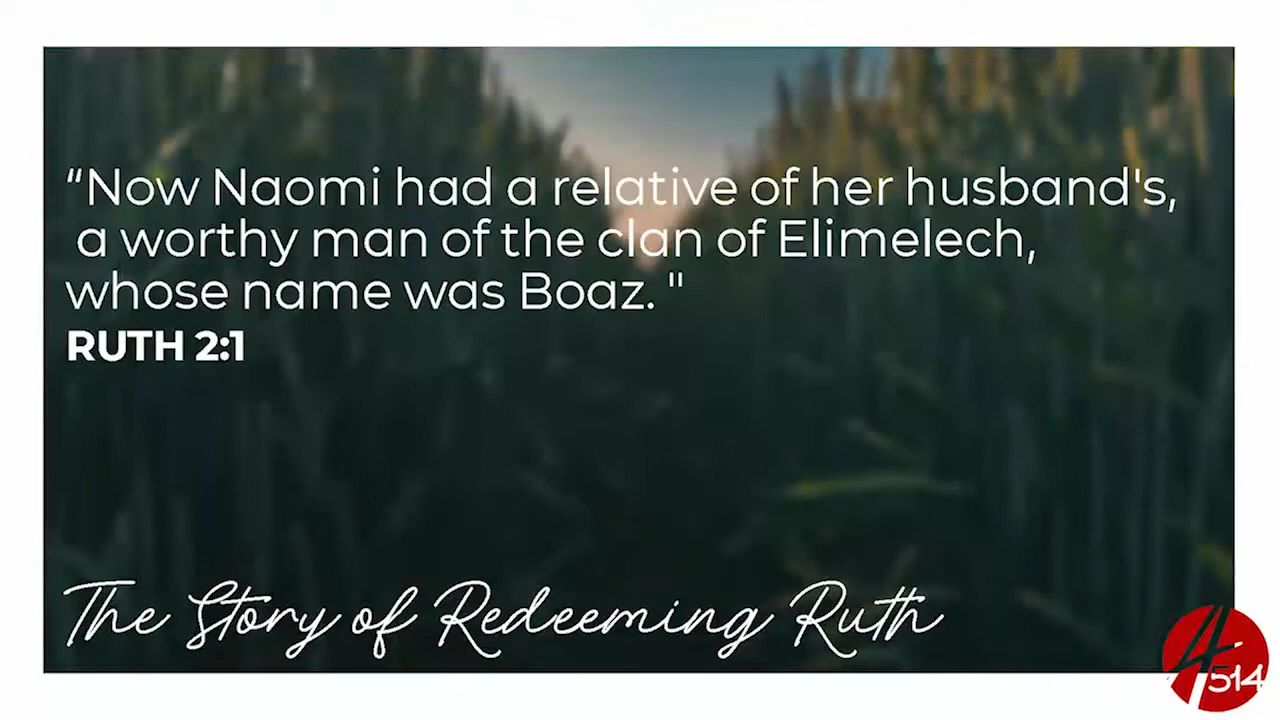 “Now Naomi had a relative of her husband's,
a worthy man of the clan of Elimelech,
whose name was Boaz. "
RUTH 2:1
The Story of Redeeming Ruth
4
514